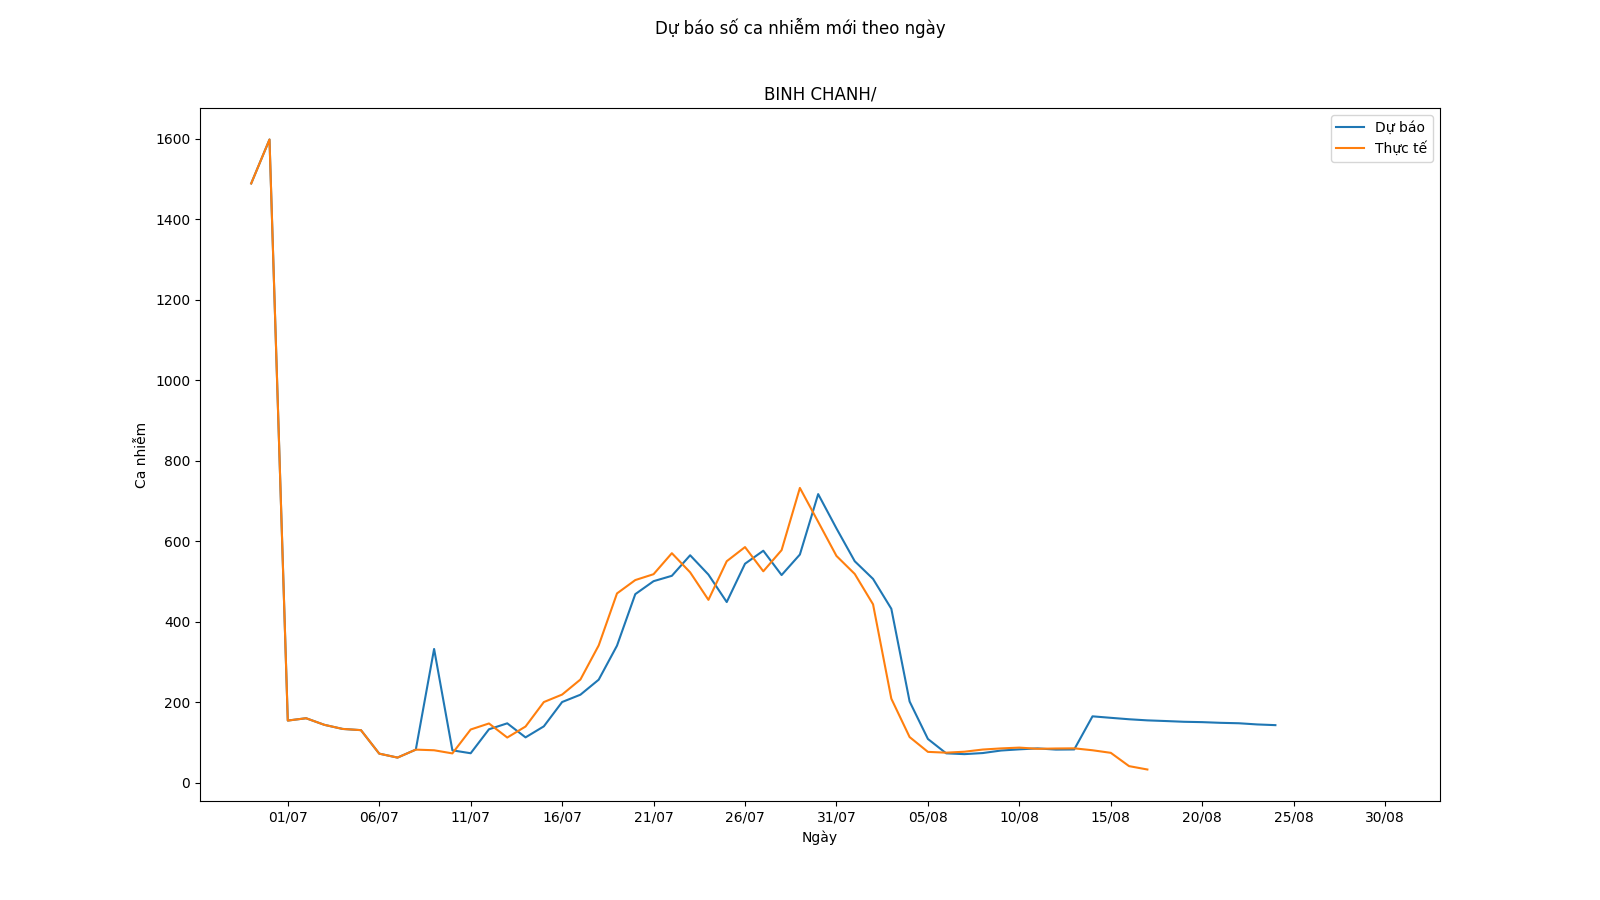 Dự báo số ca nhiễm mới theo ngày
BINH CHANH/
Dự báo
Thực tế
1600
1400
1200
1000
800
600
400
200
0
Ca nhiễm
01/07 06/07 11/07 16/07 21/07 26/07 31/07 05/08 10/08 15/08 20/08 25/08 30/08
Ngày